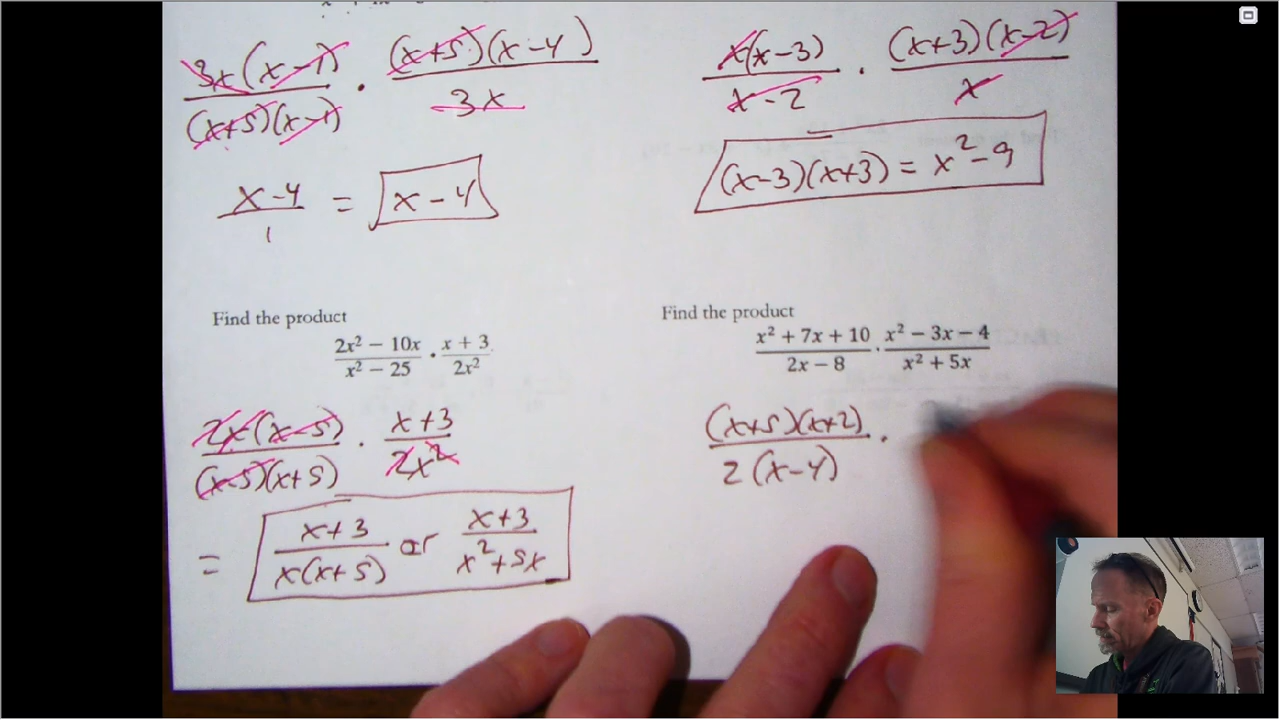 3x(x-1) / (x+5)(x-1) · (x+5)(x-4) / 3x
x-4 / 1 = x-4
x(x-3) / x-2 · (x+3)(x-2) / x
(x-3)(x+3) = x² - 9
Find the product
2x² − 10x / x² − 25 · x + 3 / 2x²
2x(x-5) / (x-5)(x+5) · x+3 / 2x²
= x+3 / x(x+5) or x+3 / x²+5x
Find the product
x² + 7x + 10 / 2x − 8 · x² − 3x − 4 / x² + 5x
(x+5)(x+2) / 2(x-4) ·